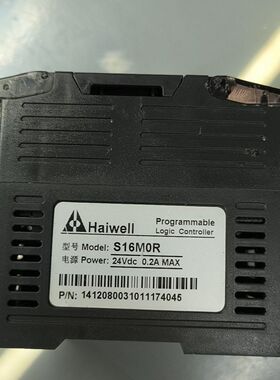 Haiwell
Programmable
Logic Controller
型号 Model: S16M0R
电源 Power: 24Vdc 0.2A MAX
P/N: 1412080031011174045